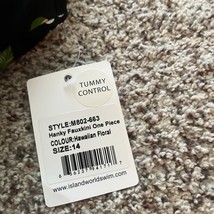 TUMMY
CONTROL
STYLE:M802-663
Hanky Fauxkini One Piece
COLOUR:Hawaiian Floral
SIZE:14
www.islandworldswim.com